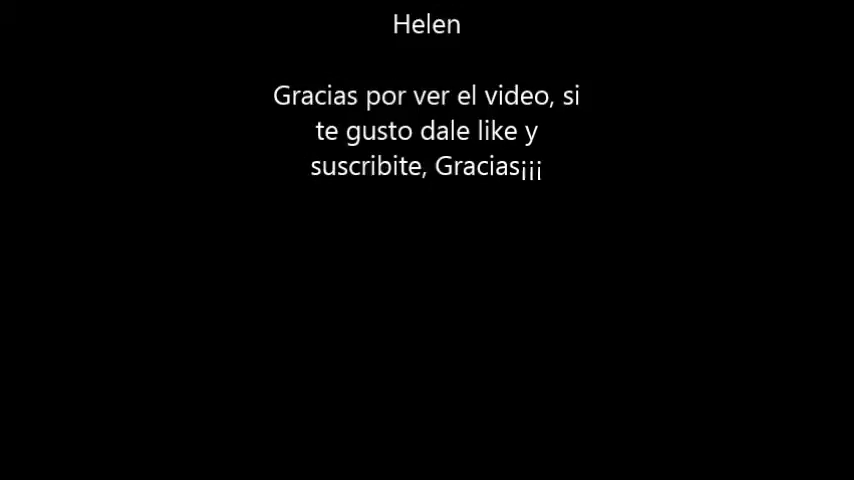 Helen
Gracias por ver el video, si
te gusto dale like y
suscribite, Gracias¡¡¡